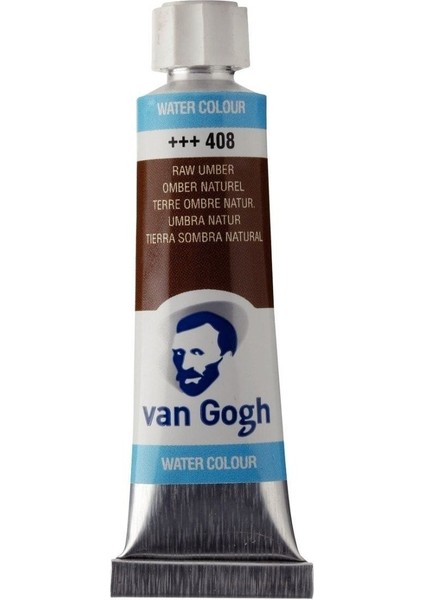 WATER COLOUR
+++ 408
RAW UMBER
OMBER NATUREL
TERRE OMBRE NATUR.
UMBRA NATUR
TIERRA SOMBRA NATURAL
van Gogh
WATER COLOUR